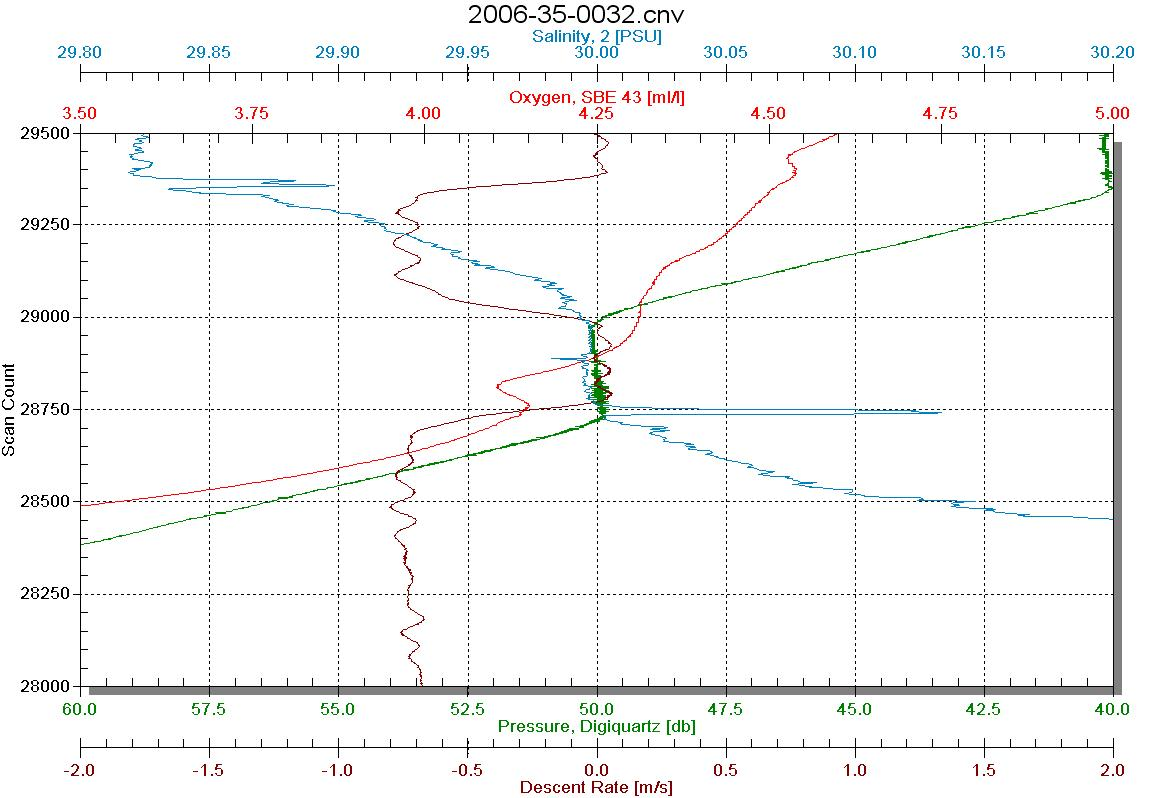 2006-35-0032.cnv
Salinity, 2 [PSU]
29.80 29.85 29.90 29.95 30.00 30.05 30.10 30.15 30.20
Oxygen, SBE 43 [ml/l]
3.50 3.75 4.00 4.25 4.50 4.75 5.00
29500
29250
29000
28750
28500
28250
28000
Scan Count
60.0 57.5 55.0 52.5 50.0 47.5 45.0 42.5 40.0
Pressure, Digiquartz [db]
-2.0 -1.5 -1.0 -0.5 0.0 0.5 1.0 1.5 2.0
Descent Rate [m/s]